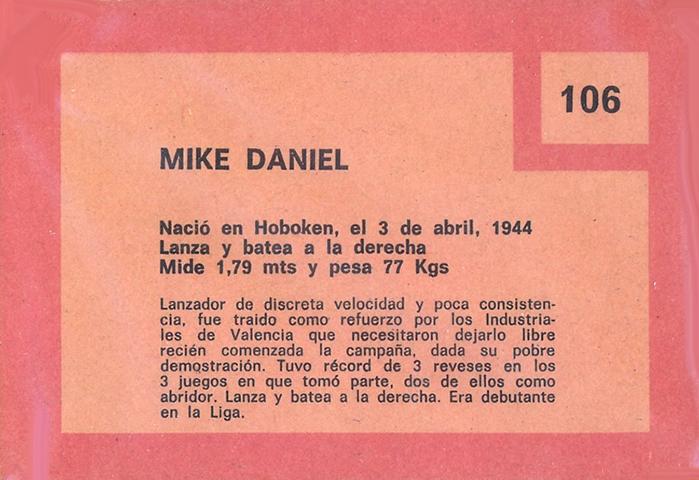 106
MIKE DANIEL
Nació en Hoboken, el 3 de abril, 1944
Lanza y batea a la derecha
Mide 1,79 mts y pesa 77 Kgs
Lanzador de discreta velocidad y poca consisten-
cia, fue traido como refuerzo por los Industria-
les de Valencia que necesitaron dejarlo libre
recién comenzada la campaña, dada su pobre
demostración. Tuvo récord de 3 reveses en los
3 juegos en que tomó parte, dos de ellos como
abridor. Lanza y batea a la derecha. Era debutante
en la Liga.